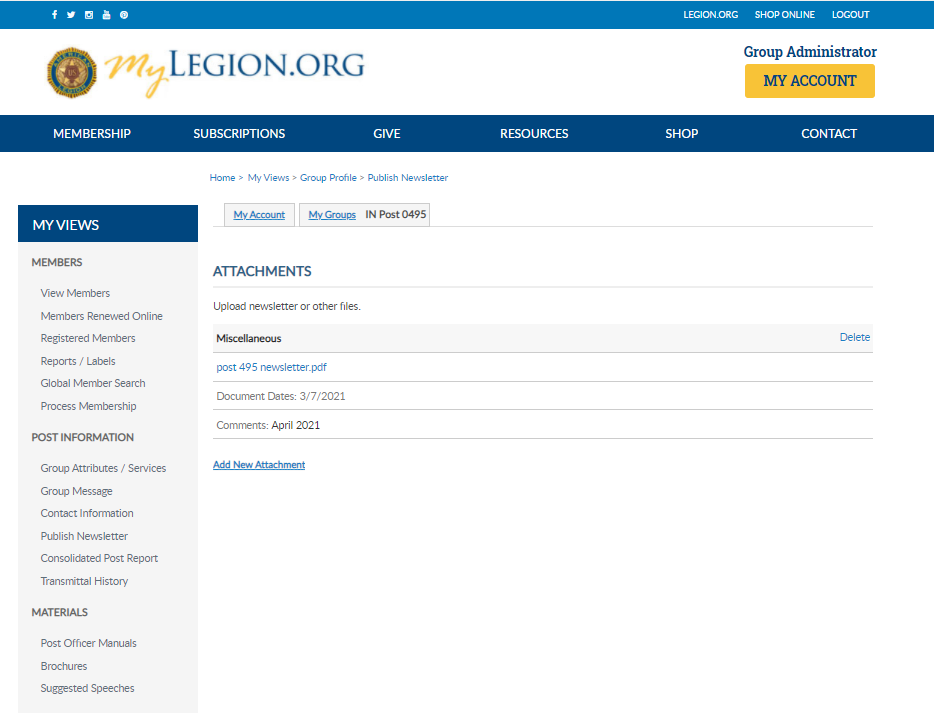 LEGION.ORG SHOP ONLINE LOGOUT
My LEGION.ORG
Group Administrator
MY ACCOUNT
MEMBERSHIP SUBSCRIPTIONS GIVE RESOURCES SHOP CONTACT
Home > My Views > Group Profile > Publish Newsletter
My Account My Groups IN Post 0495
MY VIEWS
MEMBERS
View Members
Members Renewed Online
Registered Members
Reports / Labels
Global Member Search
Process Membership
POST INFORMATION
Group Attributes / Services
Group Message
Contact Information
Publish Newsletter
Consolidated Post Report
Transmittal History
MATERIALS
Post Officer Manuals
Brochures
Suggested Speeches
ATTACHMENTS
Upload newsletter or other files.
Miscellaneous Delete
post 495 newsletter.pdf
Document Dates: 3/7/2021
Comments: April 2021
Add New Attachment